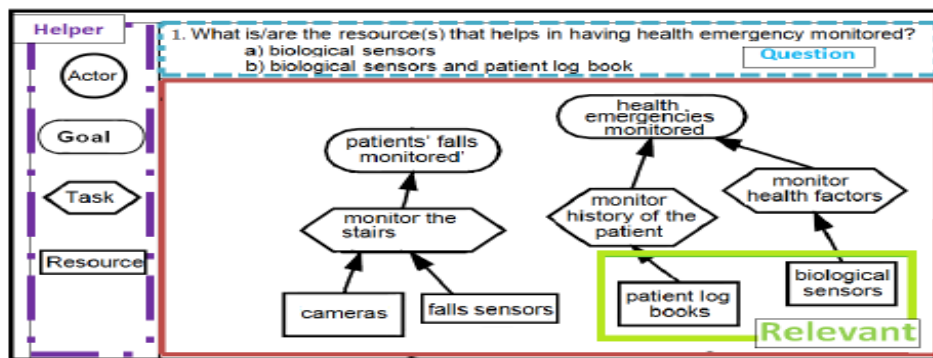 Helper
Actor
Goal
Task
Resource
1. What is/are the resource(s) that helps in having health emergency monitored?
a) biological sensors
b) biological sensors and patient log book
Question
patients' falls
monitored'
monitor the
stairs
cameras
falls sensors
health
emergencies
monitored
monitor
history of the
patient
monitor
health factors
patient log
books
biological
sensors
Relevant